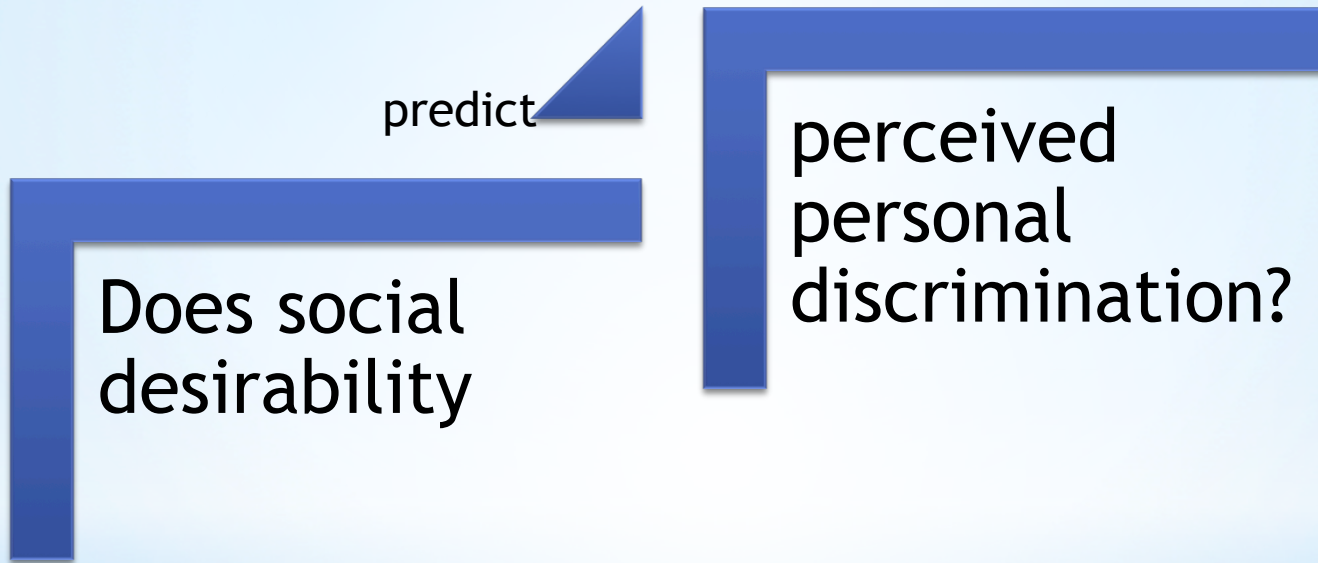 Does social
desirability
predict
perceived
personal
discrimination?